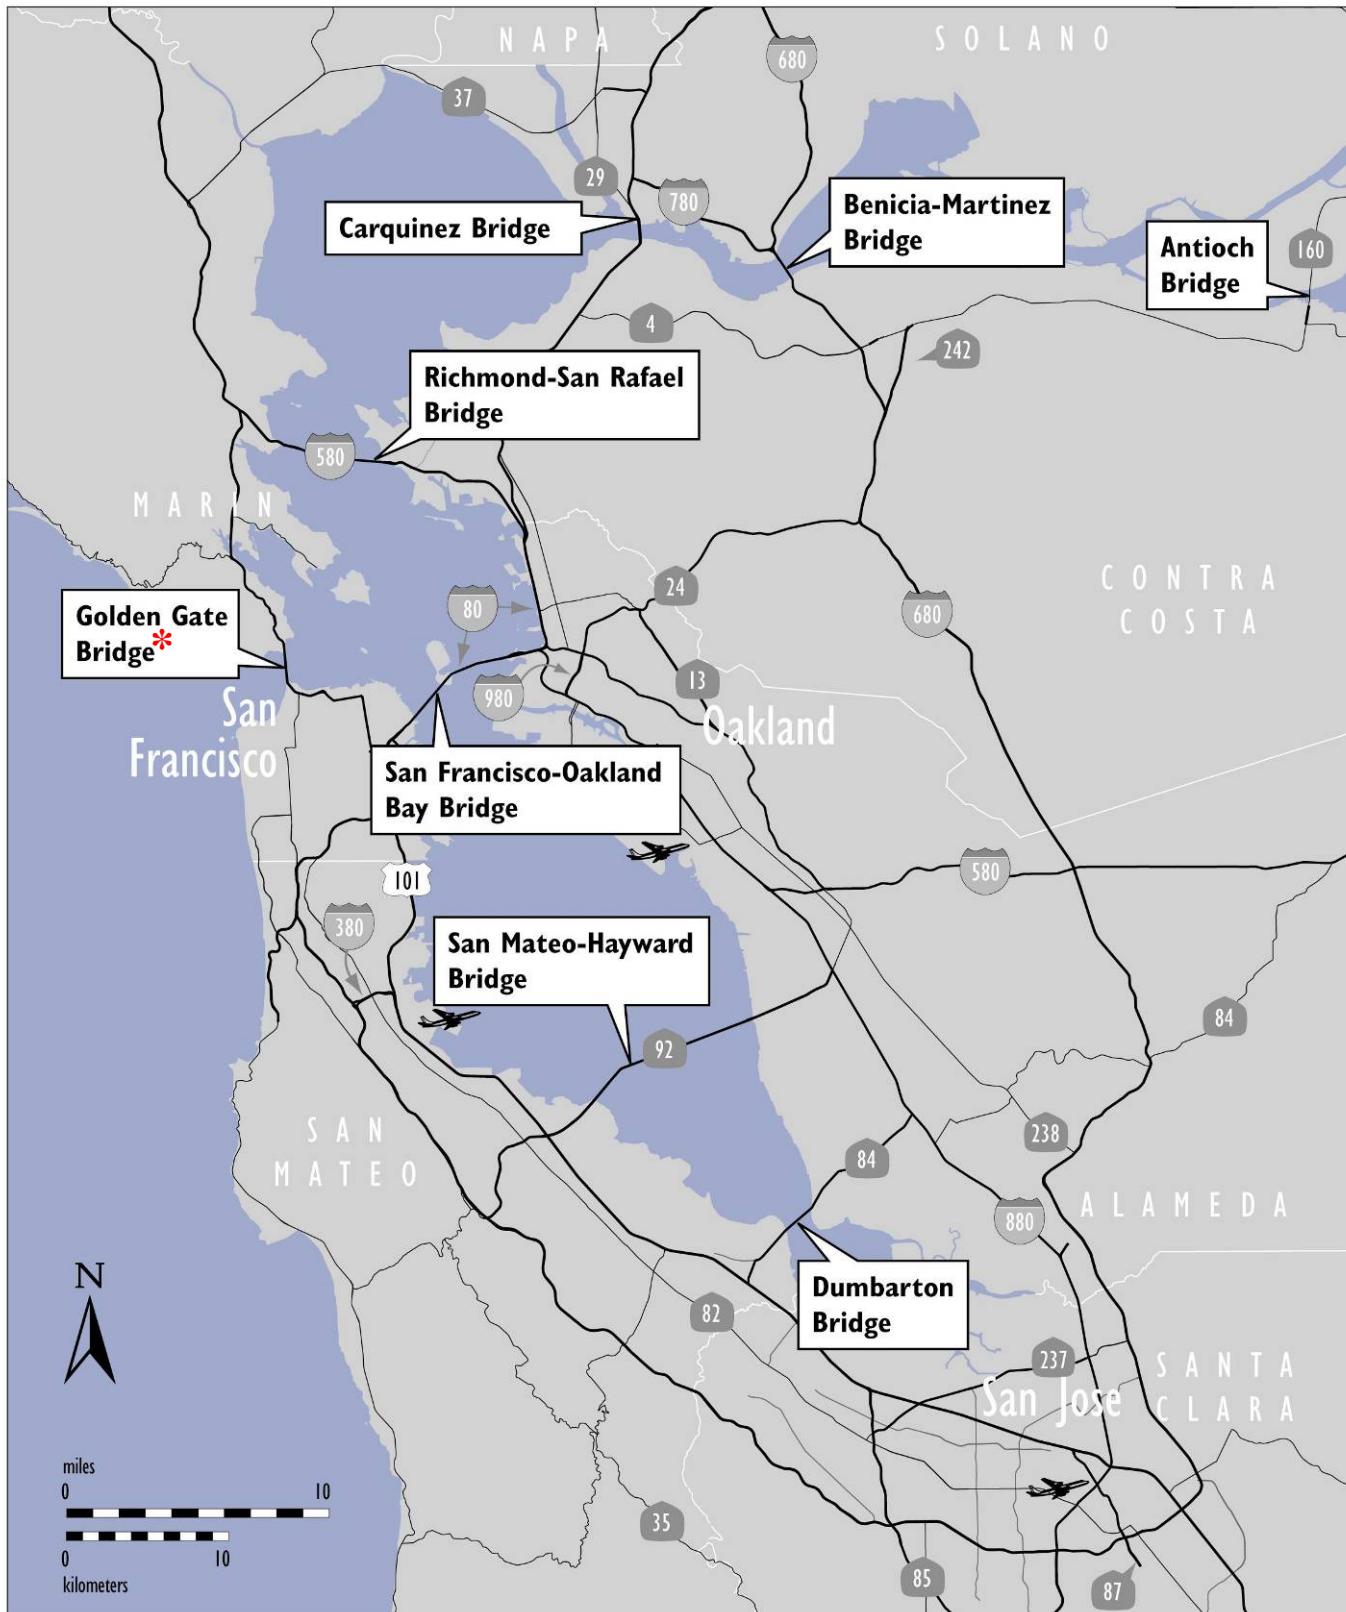 NAPA
SOLANO
680
37
29
780
Carquinez Bridge
Benicia-Martinez
Bridge
160
Antioch
Bridge
4
242
Richmond-San Rafael
Bridge
580
MARIN
80
24
680
CONTRA
COSTA
Golden Gate
Bridge*
980
13
San
Francisco
Oakland
San Francisco-Oakland
Bay Bridge
101
580
380
San Mateo-Hayward
Bridge
92
84
SAN
MATEO
84
238
880
ALAMEDA
N
Dumbarton
Bridge
82
237
San Jose
SANTA
CLARA
miles
0 10
0 10
kilometers
35
85
87